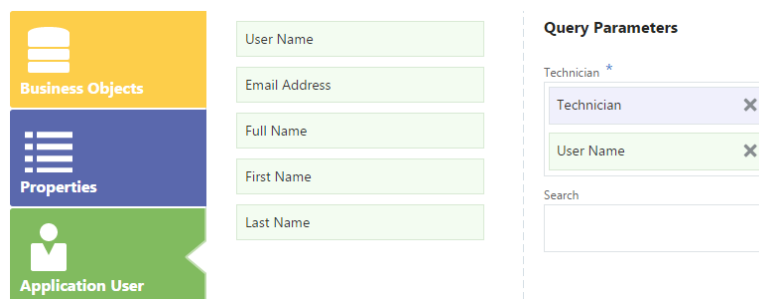 Business Objects
Properties
Application User
User Name
Email Address
Full Name
First Name
Last Name
Query Parameters
Technician *
Technician
User Name
Search